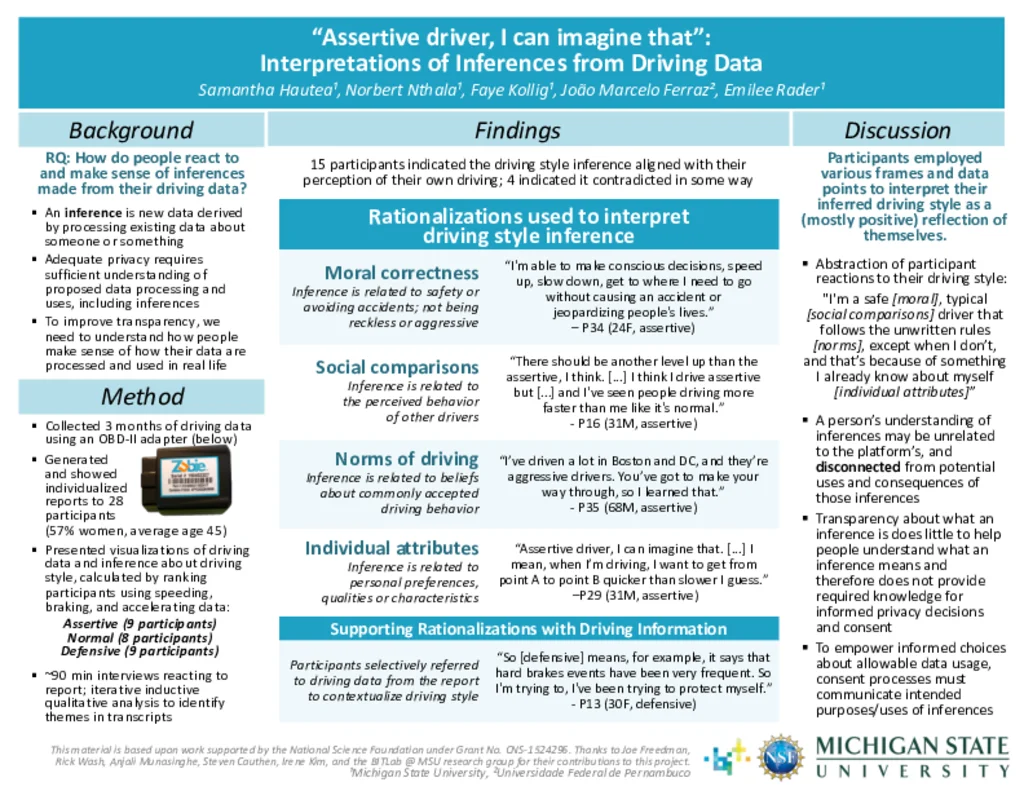 “Assertive driver, I can imagine that”:
Interpretations of Inferences from Driving Data
Samantha Hautea¹, Norbert Nthala¹, Faye Kollig¹, João Marcelo Ferraz², Emilee Rader¹
Background
RQ: How do people react to
and make sense of inferences
made from their driving data?
▪ An inference is new data derived
by processing existing data about
someone or something
▪ Adequate privacy requires
sufficient understanding of
proposed data processing and
uses, including inferences
▪ To improve transparency, we
need to understand how people
make sense of how their data are
processed and used in real life
Method
▪ Collected 3 months of driving data
using an OBD-II adapter (below)
▪ Generated
and showed
individualized
reports to 28
participants
(57% women, average age 45)
Zubie
▪ Presented visualizations of driving
data and inference about driving
style, calculated by ranking
participants using speeding,
braking, and accelerating data:
Assertive (9 participants)
Normal (8 participants)
Defensive (9 participants)
▪ ~90 min interviews reacting to
report; iterative inductive
qualitative analysis to identify
themes in transcripts
Findings
15 participants indicated the driving style inference aligned with their
perception of their own driving; 4 indicated it contradicted in some way
Rationalizations used to interpret
driving style inference
Moral correctness
Inference is related to safety or
avoiding accidents; not being
reckless or aggressive
“I'm able to make conscious decisions, speed
up, slow down, get to where I need to go
without causing an accident or
jeopardizing people's lives.”
– P34 (24F, assertive)
Social comparisons
Inference is related to
the perceived behavior
of other drivers
“There should be another level up than the
assertive, I think. [...] I think I drive assertive
but [...] and I've seen people driving more
faster than me like it's normal.”
- P16 (31M, assertive)
Norms of driving
Inference is related to beliefs
about commonly accepted
driving behavior
“I’ve driven a lot in Boston and DC, and they’re
aggressive drivers. You’ve got to make your
way through, so I learned that.”
- P35 (68M, assertive)
Individual attributes
Inference is related to
personal preferences,
qualities or characteristics
“Assertive driver, I can imagine that. [...] I
mean, when I’m driving, I want to get from
point A to point B quicker than slower I guess.”
–P29 (31M, assertive)
Supporting Rationalizations with Driving Information
Participants selectively referred
to driving data from the report
to contextualize driving style
“So [defensive] means, for example, it says that
hard brakes events have been very frequent. So
I'm trying to, I've been trying to protect myself.”
- P13 (30F, defensive)
Discussion
Participants employed
various frames and data
points to interpret their
inferred driving style as a
(mostly positive) reflection of
themselves.
▪ Abstraction of participant
reactions to their driving style:
"I'm a safe [moral], typical
[social comparisons] driver that
follows the unwritten rules
[norms], except when I don’t,
and that’s because of something
I already know about myself
[individual attributes]”
▪ A person’s understanding of
inferences may be unrelated
to the platform’s, and
disconnected from potential
uses and consequences of
those inferences
▪ Transparency about what an
inference is does little to help
people understand what an
inference means and
therefore does not provide
required knowledge for
informed privacy decisions
and consent
▪ To empower informed choices
about allowable data usage,
consent processes must
communicate intended
purposes/uses of inferences
This material is based upon work supported by the National Science Foundation under Grant No. CNS-1524296. Thanks to Joe Freedman,
Rick Wash, Anjali Munasinghe, Steven Cauthen, Irene Kim, and the BITLab @ MSU research group for their contributions to this project.
¹Michigan State University, ²Universidade Federal de Pernambuco
bit
NSF
MICHIGAN STATE
UNIVERSITY